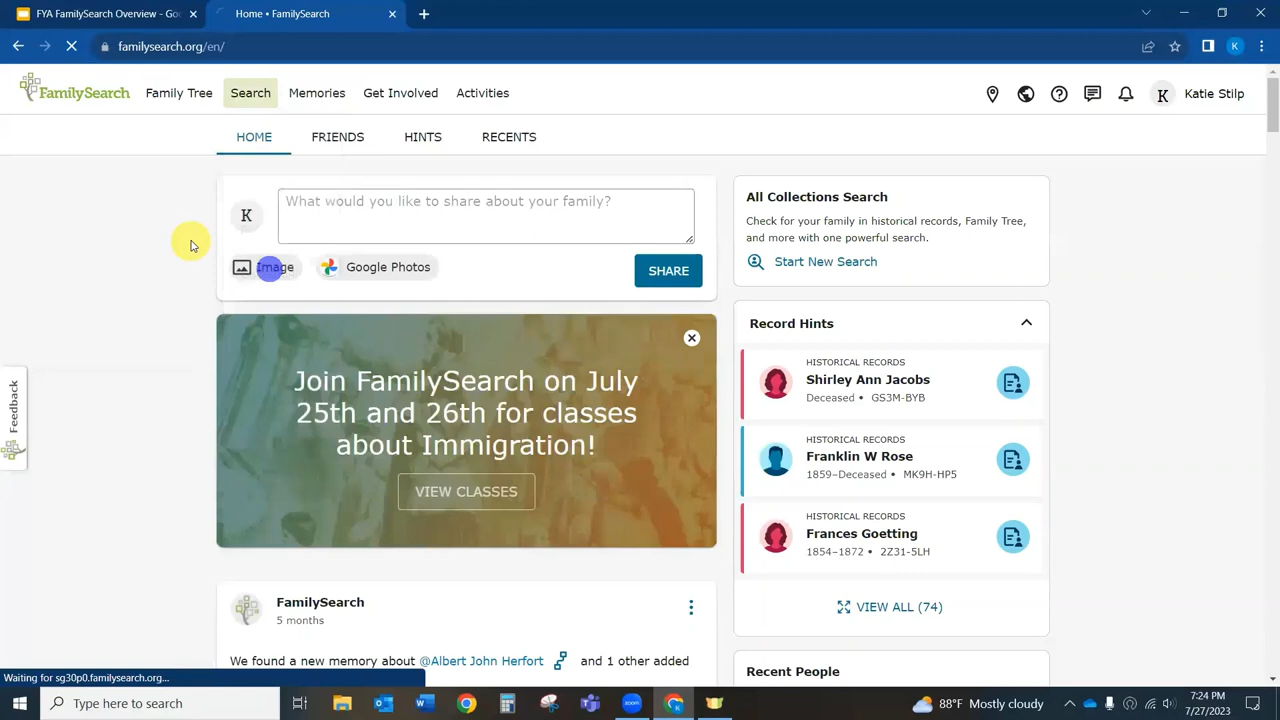 FYA FamilySearch Overview - Goo
Home • FamilySearch
familysearch.org/en/
K
FamilySearch
Family Tree
Search
Memories
Get Involved
Activities
K
Katie Stilp
HOME
FRIENDS
HINTS
RECENTS
K
What would you like to share about your family?
Image
Google Photos
SHARE
All Collections Search
Check for your family in historical records, Family Tree,
and more with one powerful search.
Start New Search
Join FamilySearch on July
25th and 26th for classes
about Immigration!
VIEW CLASSES
Record Hints
HISTORICAL RECORDS
Shirley Ann Jacobs
Deceased • GS3M-BYB
HISTORICAL RECORDS
Franklin W Rose
1859–Deceased • MK9H-HP5
HISTORICAL RECORDS
Frances Goetting
1854–1872 • 2Z31-5LH
VIEW ALL (74)
Feedback
FamilySearch
5 months
We found a new memory about @Albert John Herfort and 1 other added
Recent People
Waiting for sg30p0.familysearch.org...
Type here to search
zoom
K
88°F Mostly cloudy
7:24 PM
7/27/2023